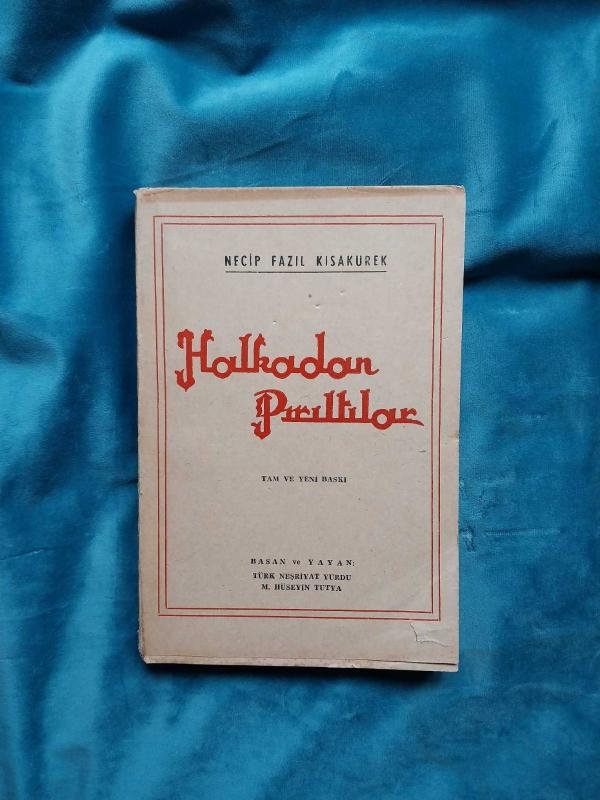 NECİP FAZIL KISAKÜREK
Halkadan
Pırıltılar
TAM VE YENİ BASKI
BASAN ve YAYAN:
TÜRK NEŞRİYAT YURDU
M. HÜSEYİN TUTYA